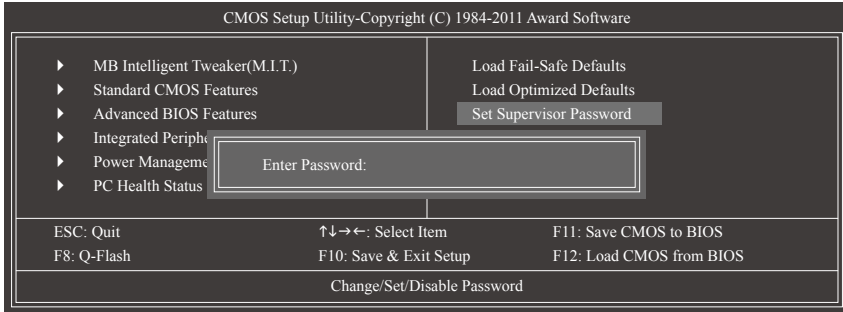 CMOS Setup Utility-Copyright (C) 1984-2011 Award Software
MB Intelligent Tweaker(M.I.T.)
Standard CMOS Features
Advanced BIOS Features
Integrated Periphe
Power Manageme
PC Health Status
Load Fail-Safe Defaults
Load Optimized Defaults
Set Supervisor Password
Enter Password:
ESC: Quit
↑↓→←: Select Item
F11: Save CMOS to BIOS
F8: Q-Flash
F10: Save & Exit Setup
F12: Load CMOS from BIOS
Change/Set/Disable Password